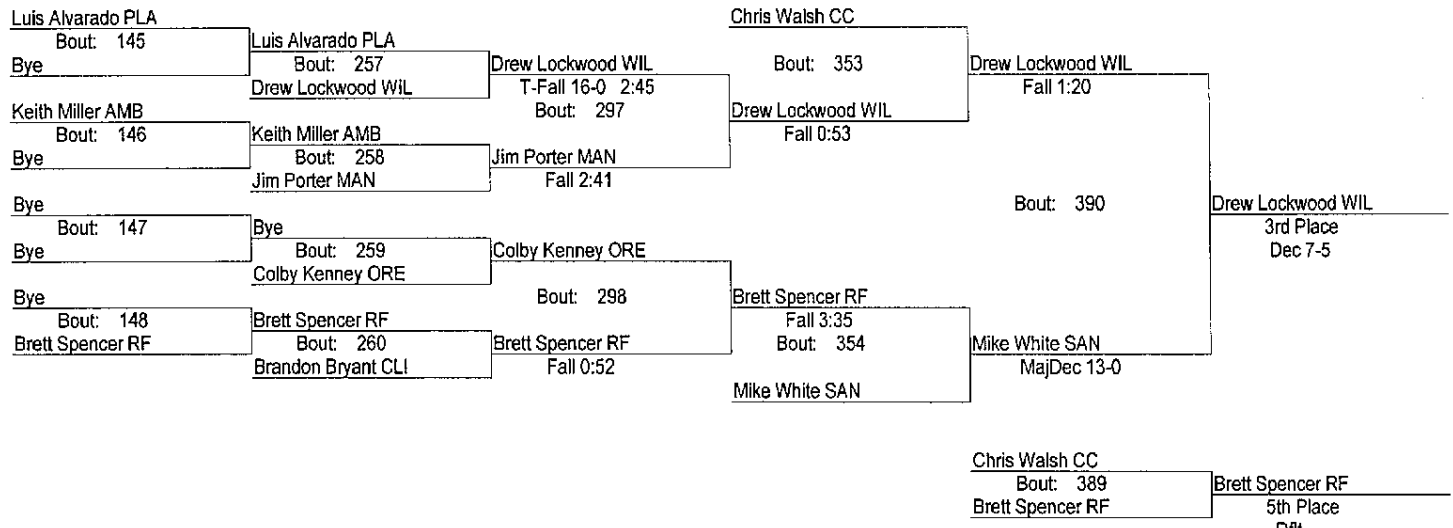 Luis Alvarado PLA
Bout: 145
Bye
Keith Miller AMB
Bout: 146
Bye
Bye
Bout: 147
Bye
Bye
Bout: 148
Brett Spencer RF
Luis Alvarado PLA
Bout: 257
Drew Lockwood WIL
Keith Miller AMB
Bout: 258
Jim Porter MAN
Bye
Bout: 259
Colby Kenney ORE
Brett Spencer RF
Bout: 260
Brandon Bryant CLI
Drew Lockwood WIL
T-Fall 16-0 2:45
Bout: 297
Jim Porter MAN
Fall 2:41
Colby Kenney ORE
Bout: 298
Brett Spencer RF
Fall 0:52
Chris Walsh CC
Bout: 353
Drew Lockwood WIL
Fall 0:53
Brett Spencer RF
Fall 3:35
Bout: 354
Mike White SAN
Drew Lockwood WIL
Fall 1:20
Bout: 390
Mike White SAN
MajDec 13-0
Drew Lockwood WIL
3rd Place
Dec 7-5
Chris Walsh CC
Bout: 389
Brett Spencer RF
Brett Spencer RF
5th Place